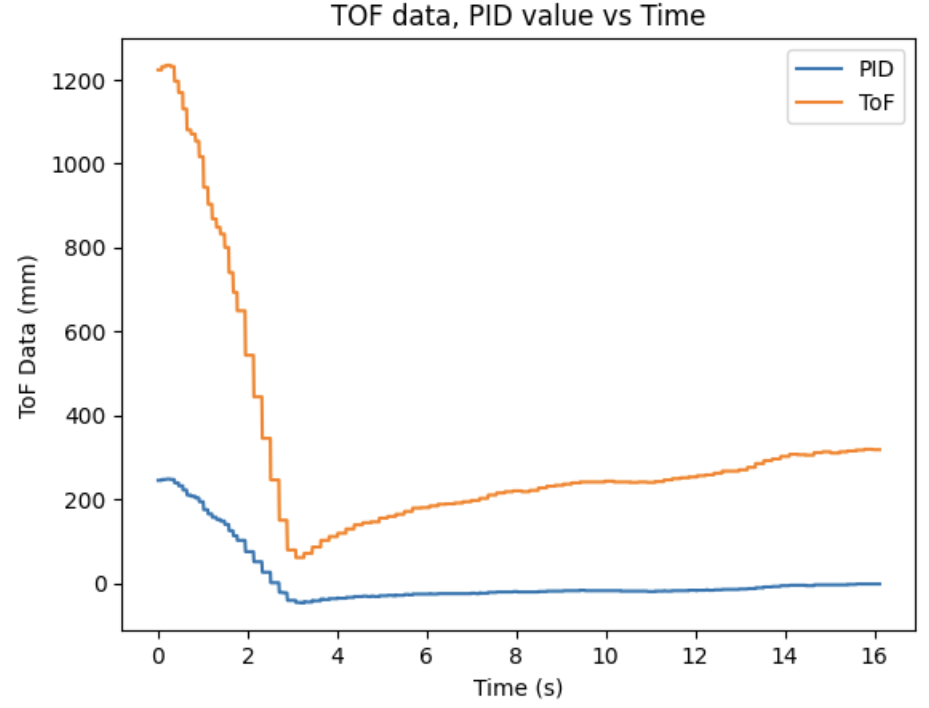 TOF data, PID value vs Time
PID
ToF
1200
1000
800
600
400
200
0
ToF Data (mm)
0 2 4 6 8 10 12 14 16
Time (s)